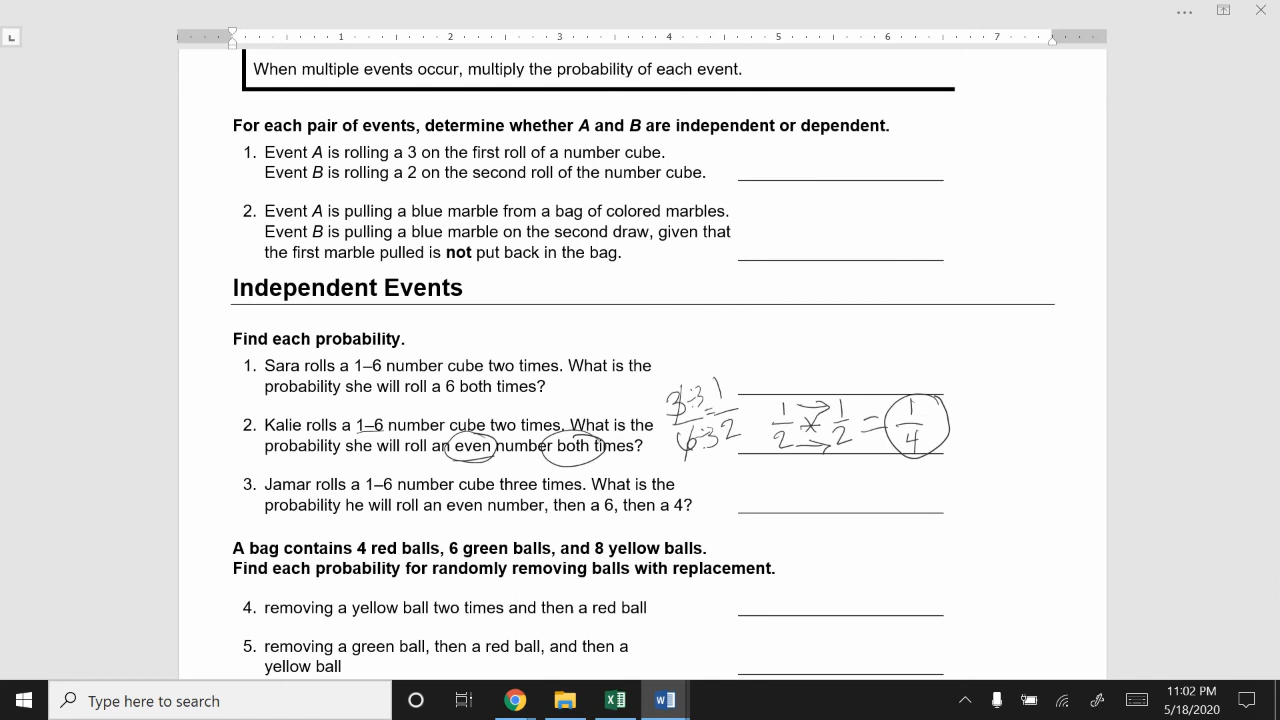 1 2 3 4 5 6 7
When multiple events occur, multiply the probability of each event.
For each pair of events, determine whether A and B are independent or dependent.
1. Event A is rolling a 3 on the first roll of a number cube.
Event B is rolling a 2 on the second roll of the number cube.
2. Event A is pulling a blue marble from a bag of colored marbles.
Event B is pulling a blue marble on the second draw, given that
the first marble pulled is not put back in the bag.
Independent Events
Find each probability.
1. Sara rolls a 1–6 number cube two times. What is the
probability she will roll a 6 both times?
2. Kalie rolls a 1–6 number cube two times. What is the
probability she will roll an even number both times?
3÷3 / 6÷3 = 1/2
1/2 × 1/2 = 1/4
3. Jamar rolls a 1–6 number cube three times. What is the
probability he will roll an even number, then a 6, then a 4?
A bag contains 4 red balls, 6 green balls, and 8 yellow balls.
Find each probability for randomly removing balls with replacement.
4. removing a yellow ball two times and then a red ball
5. removing a green ball, then a red ball, and then a
yellow ball
Type here to search
11:02 PM
5/18/2020